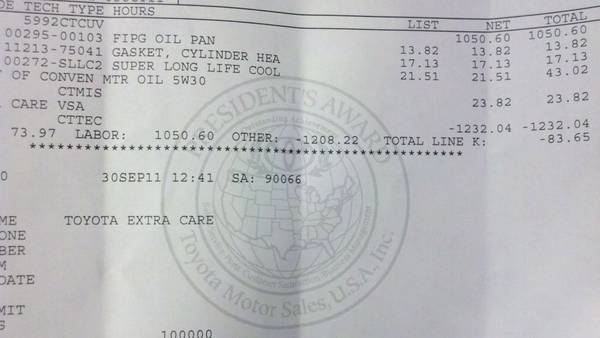 DE TECH TYPE HOURS
LIST NET TOTAL
5992CTCUV 1050.60 1050.60
00295-00103 FIPG OIL PAN 13.82 13.82 13.82
11213-75041 GASKET, CYLINDER HEA 17.13 17.13 17.13
00272-SLLC2 SUPER LONG LIFE COOL 21.51 21.51 43.02
T OF CONVEN MTR OIL 5W30
CTMIS 23.82 23.82
CARE VSA
CTTEC -1232.04 -1232.04
73.97 LABOR: 1050.60 OTHER: -1208.22 TOTAL LINE K: -83.65
*****************************************************
0 30SEP11 12:41 SA: 90066
ME TOYOTA EXTRA CARE
ONE
BER
M
DATE
MIT
S
100000
PRESIDENT'S AWARD
Toyota Motor Sales, U.S.A., Inc.